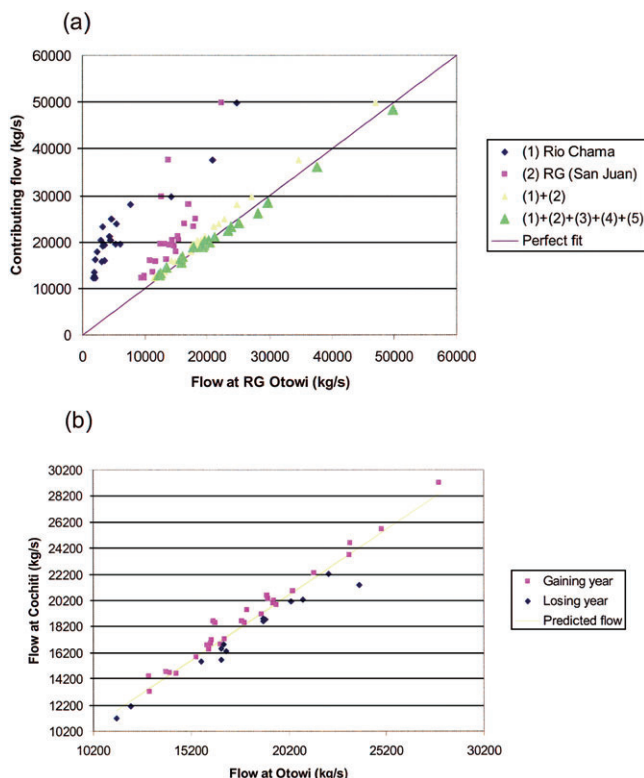 (a)
60000
50000
40000
30000
20000
10000
0
Contributing flow (kg/s)
0 10000 20000 30000 40000 50000 60000
Flow at RG Otowi (kg/s)
(1) Rio Chama
(2) RG (San Juan)
(1)+(2)
(1)+(2)+(3)+(4)+(5)
Perfect fit
(b)
30200
28200
26200
24200
22200
20200
18200
16200
14200
12200
10200
Flow at Cochiti (kg/s)
10200 15200 20200 25200 30200
Flow at Otowi (kg/s)
Gaining year
Losing year
Predicted flow